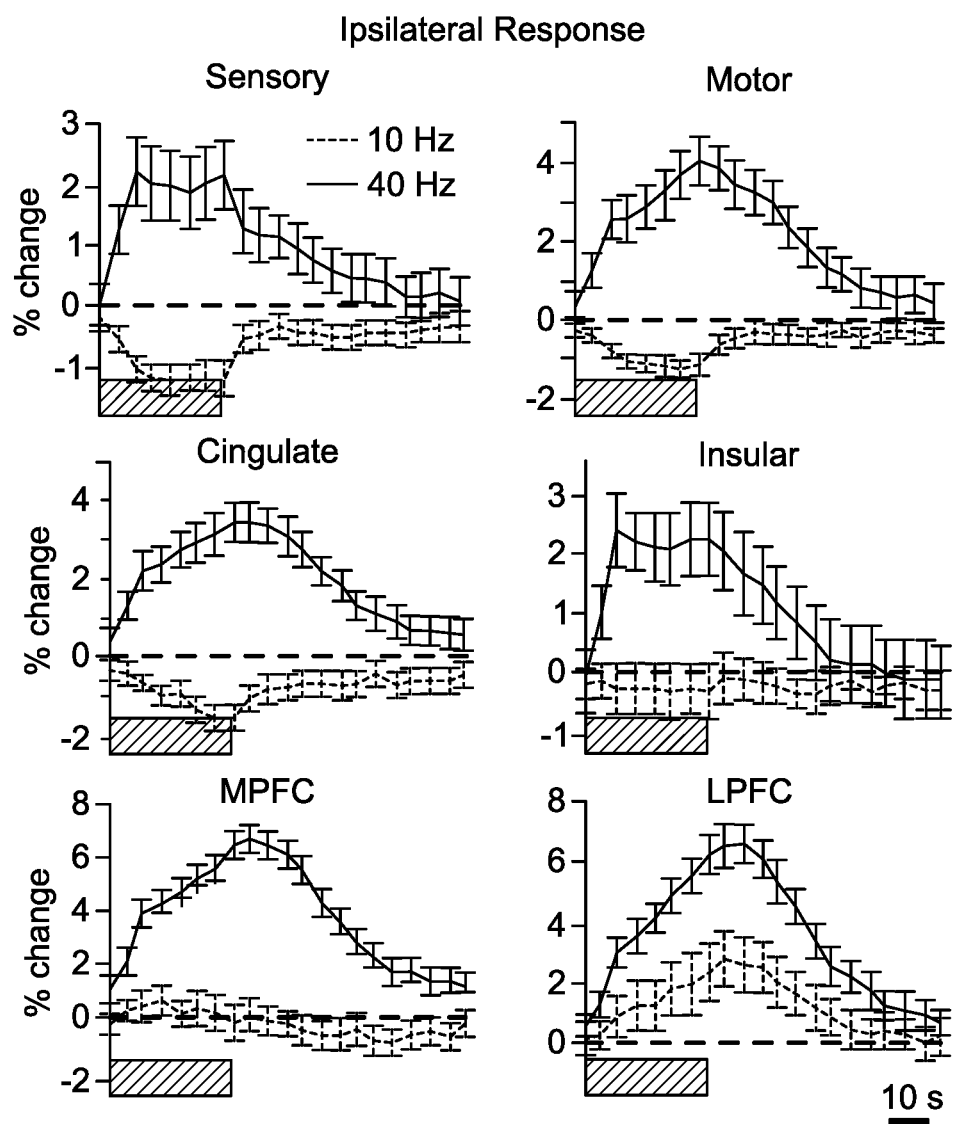 Ipsilateral Response
Sensory
Motor
10 Hz
40 Hz
% change
3
2
1
0
-1
4
2
0
-2
Cingulate
Insular
% change
4
2
0
-2
3
2
1
0
-1
MPFC
LPFC
% change
8
6
4
2
0
-2
8
6
4
2
0
10 s